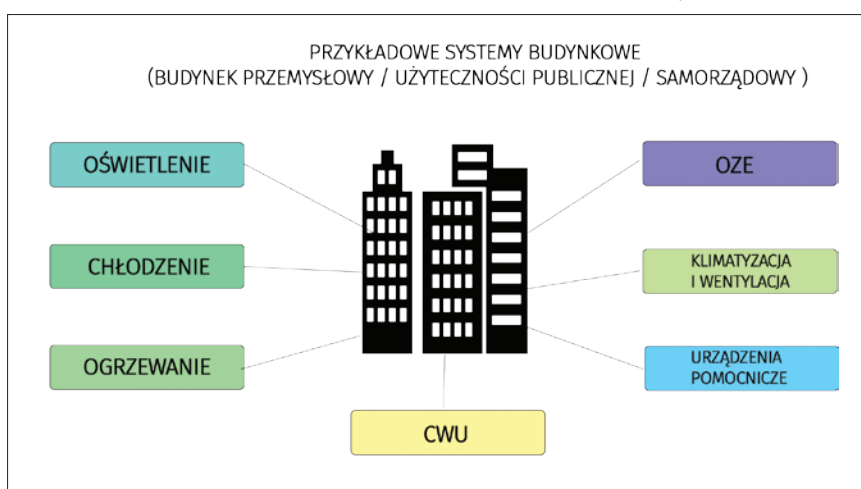 PRZYKŁADOWE SYSTEMY BUDYNKOWE
(BUDYNEK PRZEMYSŁOWY / UŻYTECZNOŚCI PUBLICZNEJ / SAMORZĄDOWY )
OŚWIETLENIE
OZE
CHŁODZENIE
KLIMATYZACJA
I WENTYLACJA
OGRZEWANIE
URZĄDZENIA
POMOCNICZE
CWU